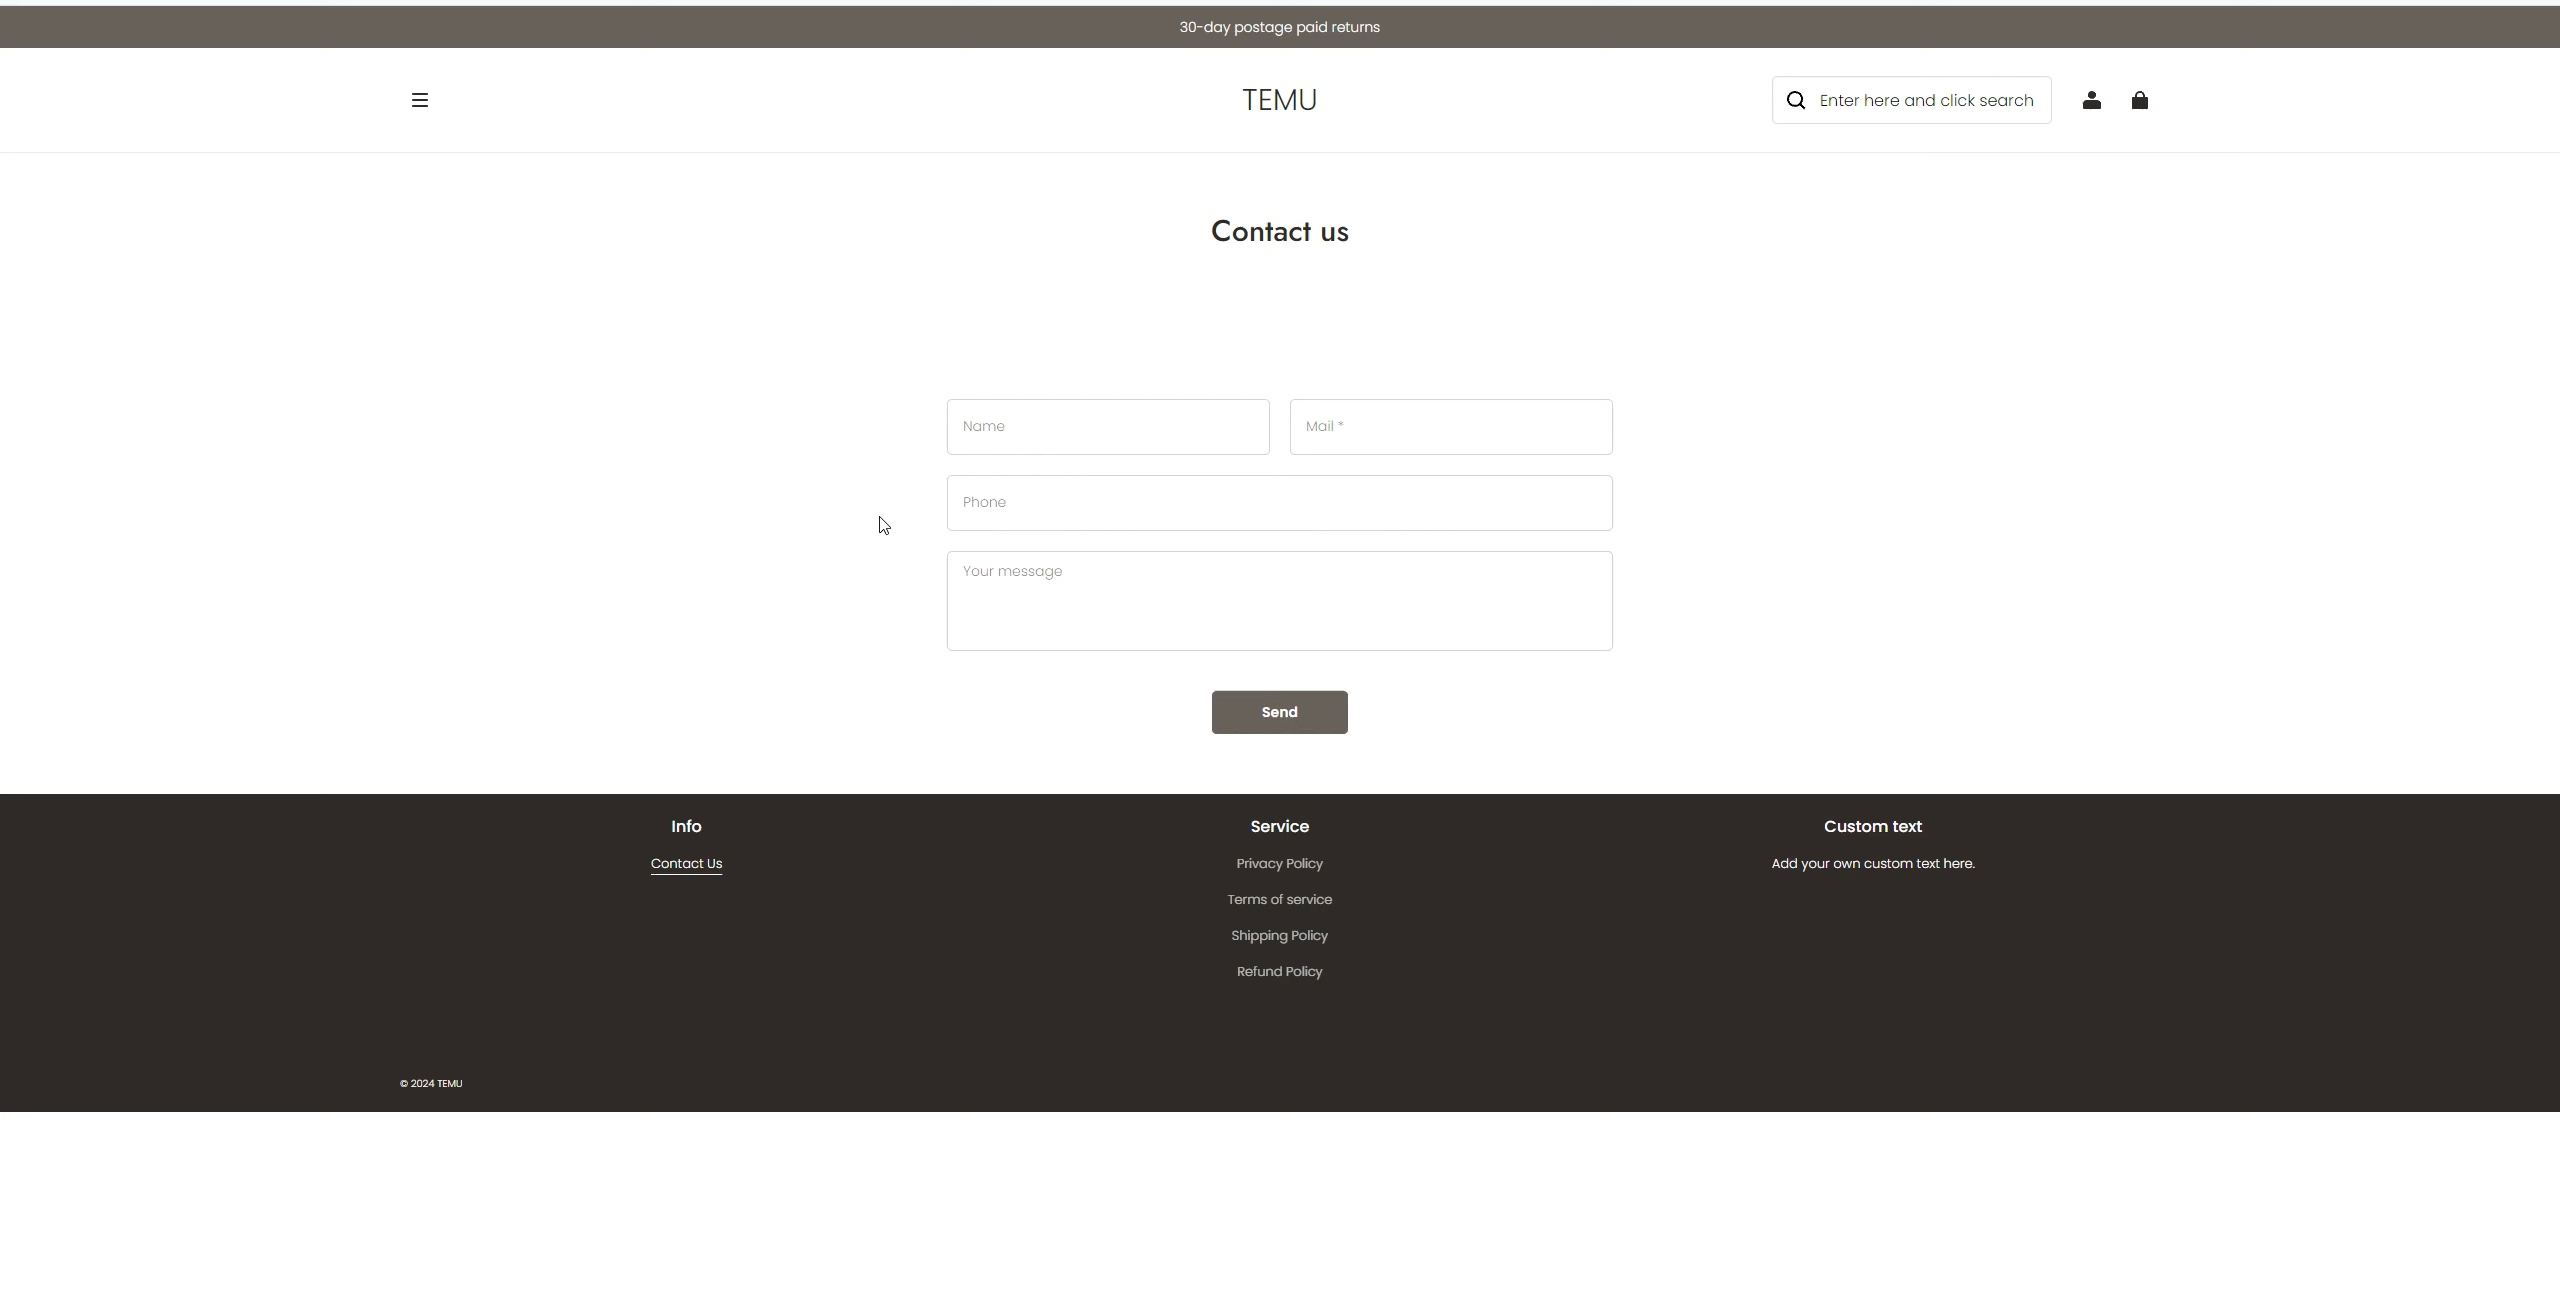 30-day postage paid returns
TEMU
Enter here and click search
Contact us
Name
Mail *
Phone
Your message
Send
Info
Contact Us
Service
Privacy Policy
Terms of service
Shipping Policy
Refund Policy
Custom text
Add your own custom text here.
© 2024 TEMU